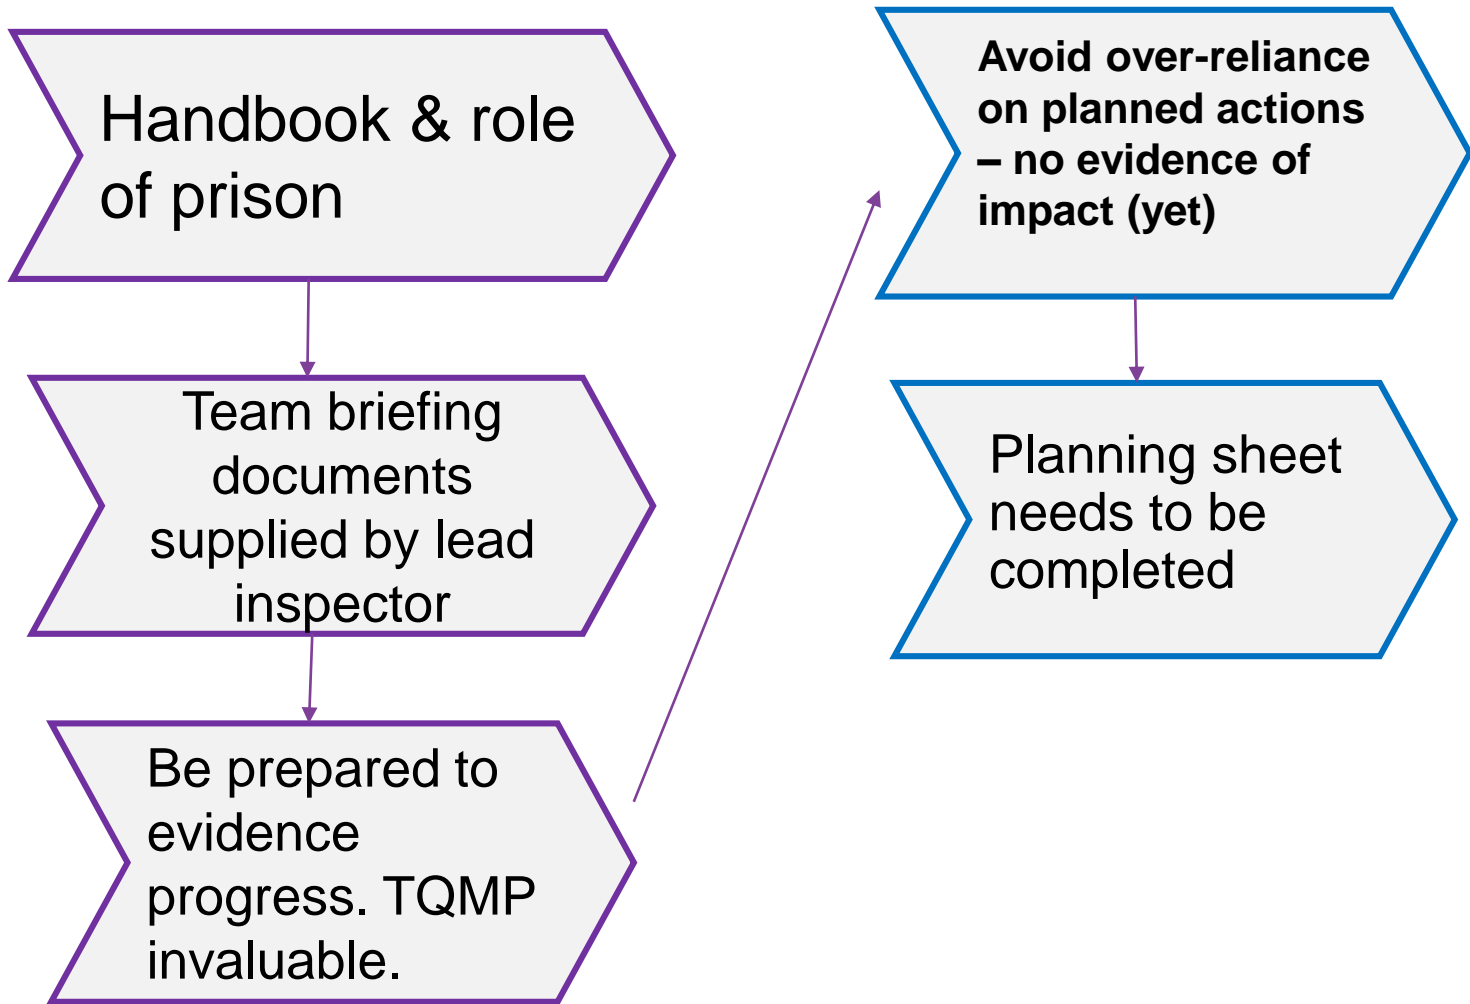 Handbook & role
of prison
Team briefing
documents
supplied by lead
inspector
Be prepared to
evidence
progress. TQMP
invaluable.
Avoid over-reliance
on planned actions
– no evidence of
impact (yet)
Planning sheet
needs to be
completed